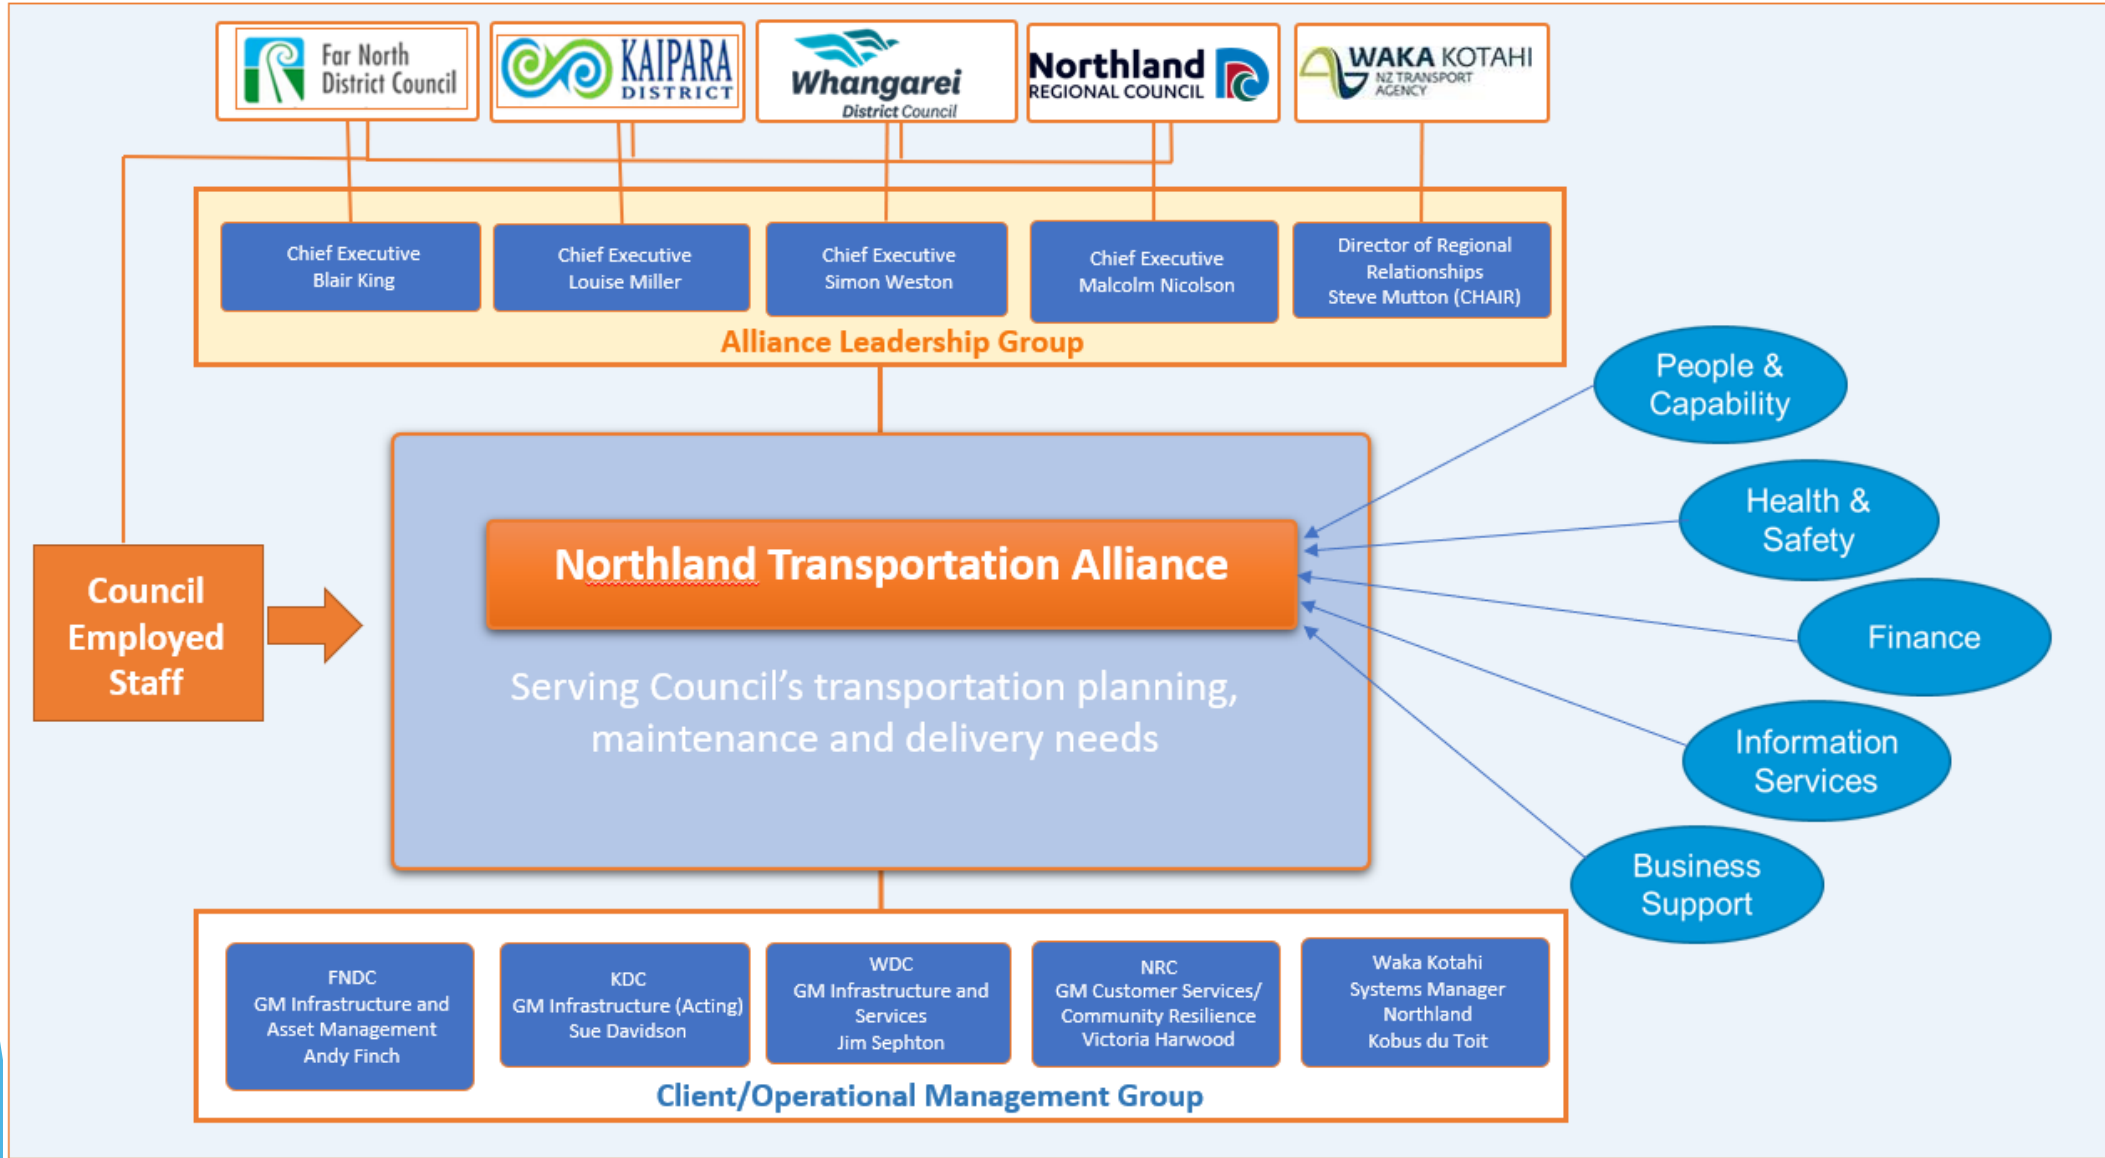 Far North
District Council
KAIPARA
DISTRICT
Whangarei
District Council
Northland
REGIONAL COUNCIL
WAKA KOTAHI
NZ TRANSPORT
AGENCY
Chief Executive
Blair King
Chief Executive
Louise Miller
Chief Executive
Simon Weston
Chief Executive
Malcolm Nicolson
Director of Regional
Relationships
Steve Mutton (CHAIR)
Alliance Leadership Group
People &
Capability
Health &
Safety
Finance
Information
Services
Business
Support
Council
Employed
Staff
Northland Transportation Alliance
Serving Council’s transportation planning,
maintenance and delivery needs
FNDC
GM Infrastructure and
Asset Management
Andy Finch
KDC
GM Infrastructure (Acting)
Sue Davidson
WDC
GM Infrastructure and
Services
Jim Sephton
NRC
GM Customer Services/
Community Resilience
Victoria Harwood
Waka Kotahi
Systems Manager
Northland
Kobus du Toit
Client/Operational Management Group